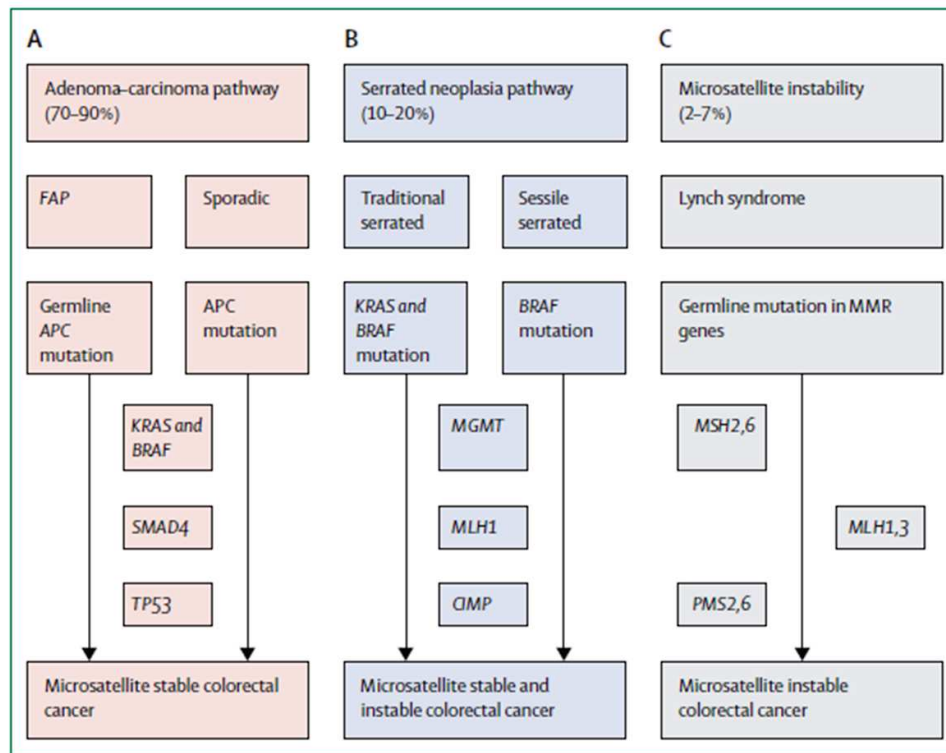 A
Adenoma–carcinoma pathway
(70–90%)
FAP
Sporadic
Germline
APC
mutation
APC
mutation
KRAS and
BRAF
SMAD4
TP53
Microsatellite stable colorectal
cancer
B
Serrated neoplasia pathway
(10–20%)
Traditional
serrated
Sessile
serrated
KRAS and
BRAF
mutation
BRAF
mutation
MGMT
MLH1
CIMP
Microsatellite stable and
instable colorectal cancer
C
Microsatellite instability
(2–7%)
Lynch syndrome
Germline mutation in MMR
genes
MSH2,6
MLH1,3
PMS2,6
Microsatellite instable
colorectal cancer